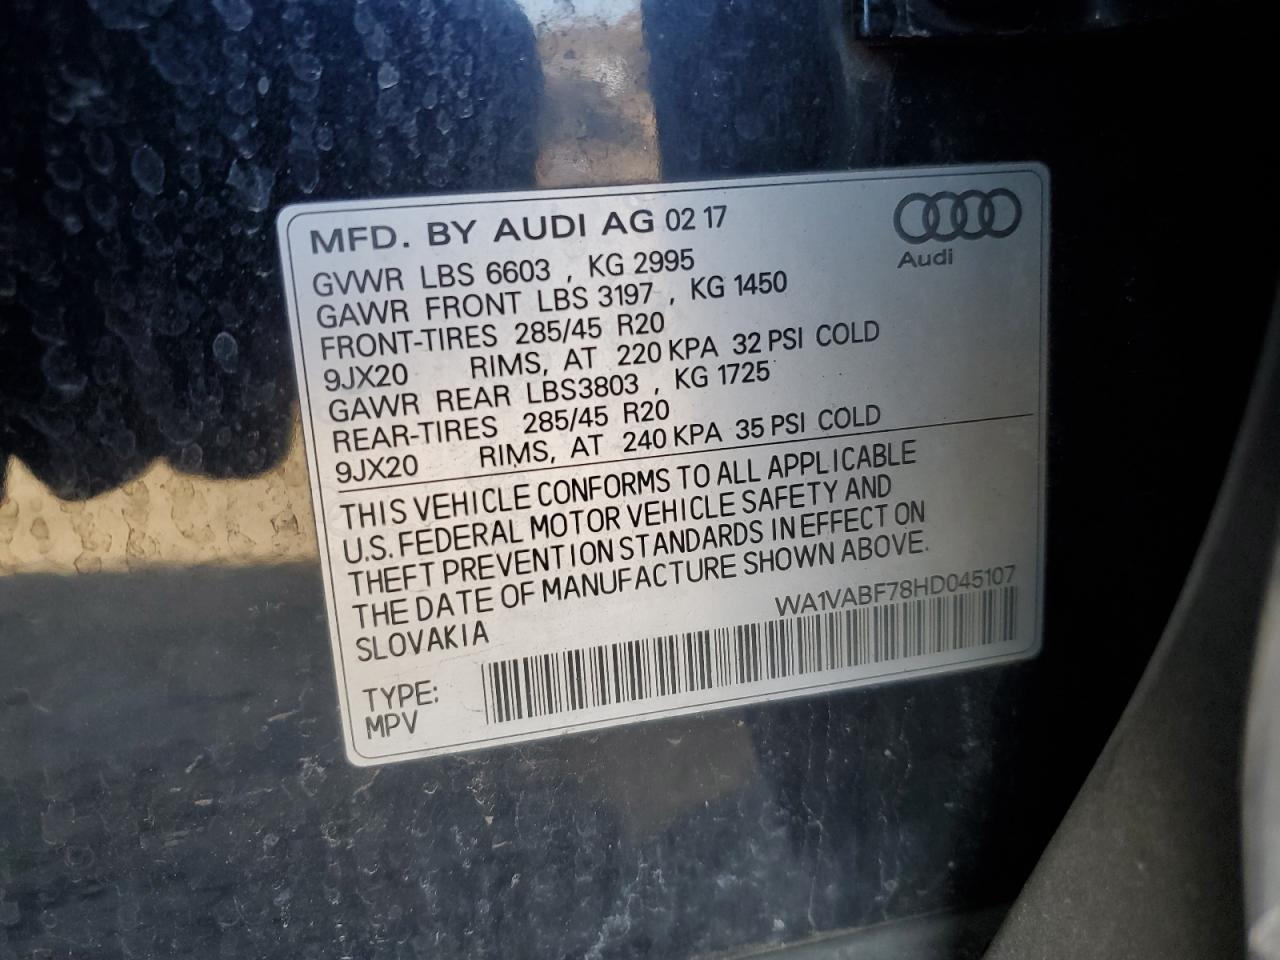 MFD. BY AUDI AG 02 17
Audi
GVWR LBS 6603 , KG 2995
GAWR FRONT LBS 3197 , KG 1450
FRONT-TIRES 285/45 R20
9JX20 RIMS, AT 220 KPA 32 PSI COLD
GAWR REAR LBS3803 , KG 1725
REAR-TIRES 285/45 R20
9JX20 RIMS, AT 240 KPA 35 PSI COLD
THIS VEHICLE CONFORMS TO ALL APPLICABLE
U.S. FEDERAL MOTOR VEHICLE SAFETY AND
THEFT PREVENTION STANDARDS IN EFFECT ON
THE DATE OF MANUFACTURE SHOWN ABOVE.
SLOVAKIA
WA1VABF78HD045107
TYPE:
MPV